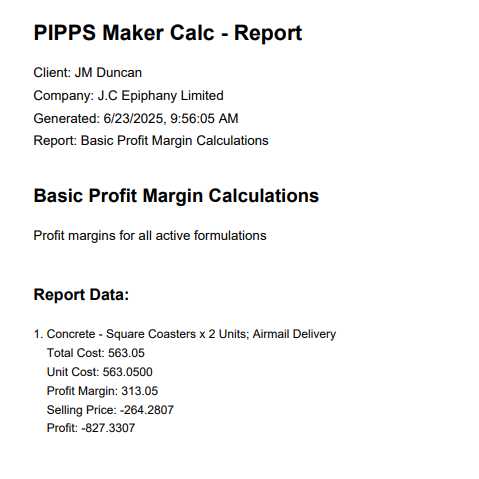 PIPPS Maker Calc - Report
Client: JM Duncan
Company: J.C Epiphany Limited
Generated: 6/23/2025, 9:56:05 AM
Report: Basic Profit Margin Calculations
Basic Profit Margin Calculations
Profit margins for all active formulations
Report Data:
1. Concrete - Square Coasters x 2 Units; Airmail Delivery
Total Cost: 563.05
Unit Cost: 563.0500
Profit Margin: 313.05
Selling Price: -264.2807
Profit: -827.3307